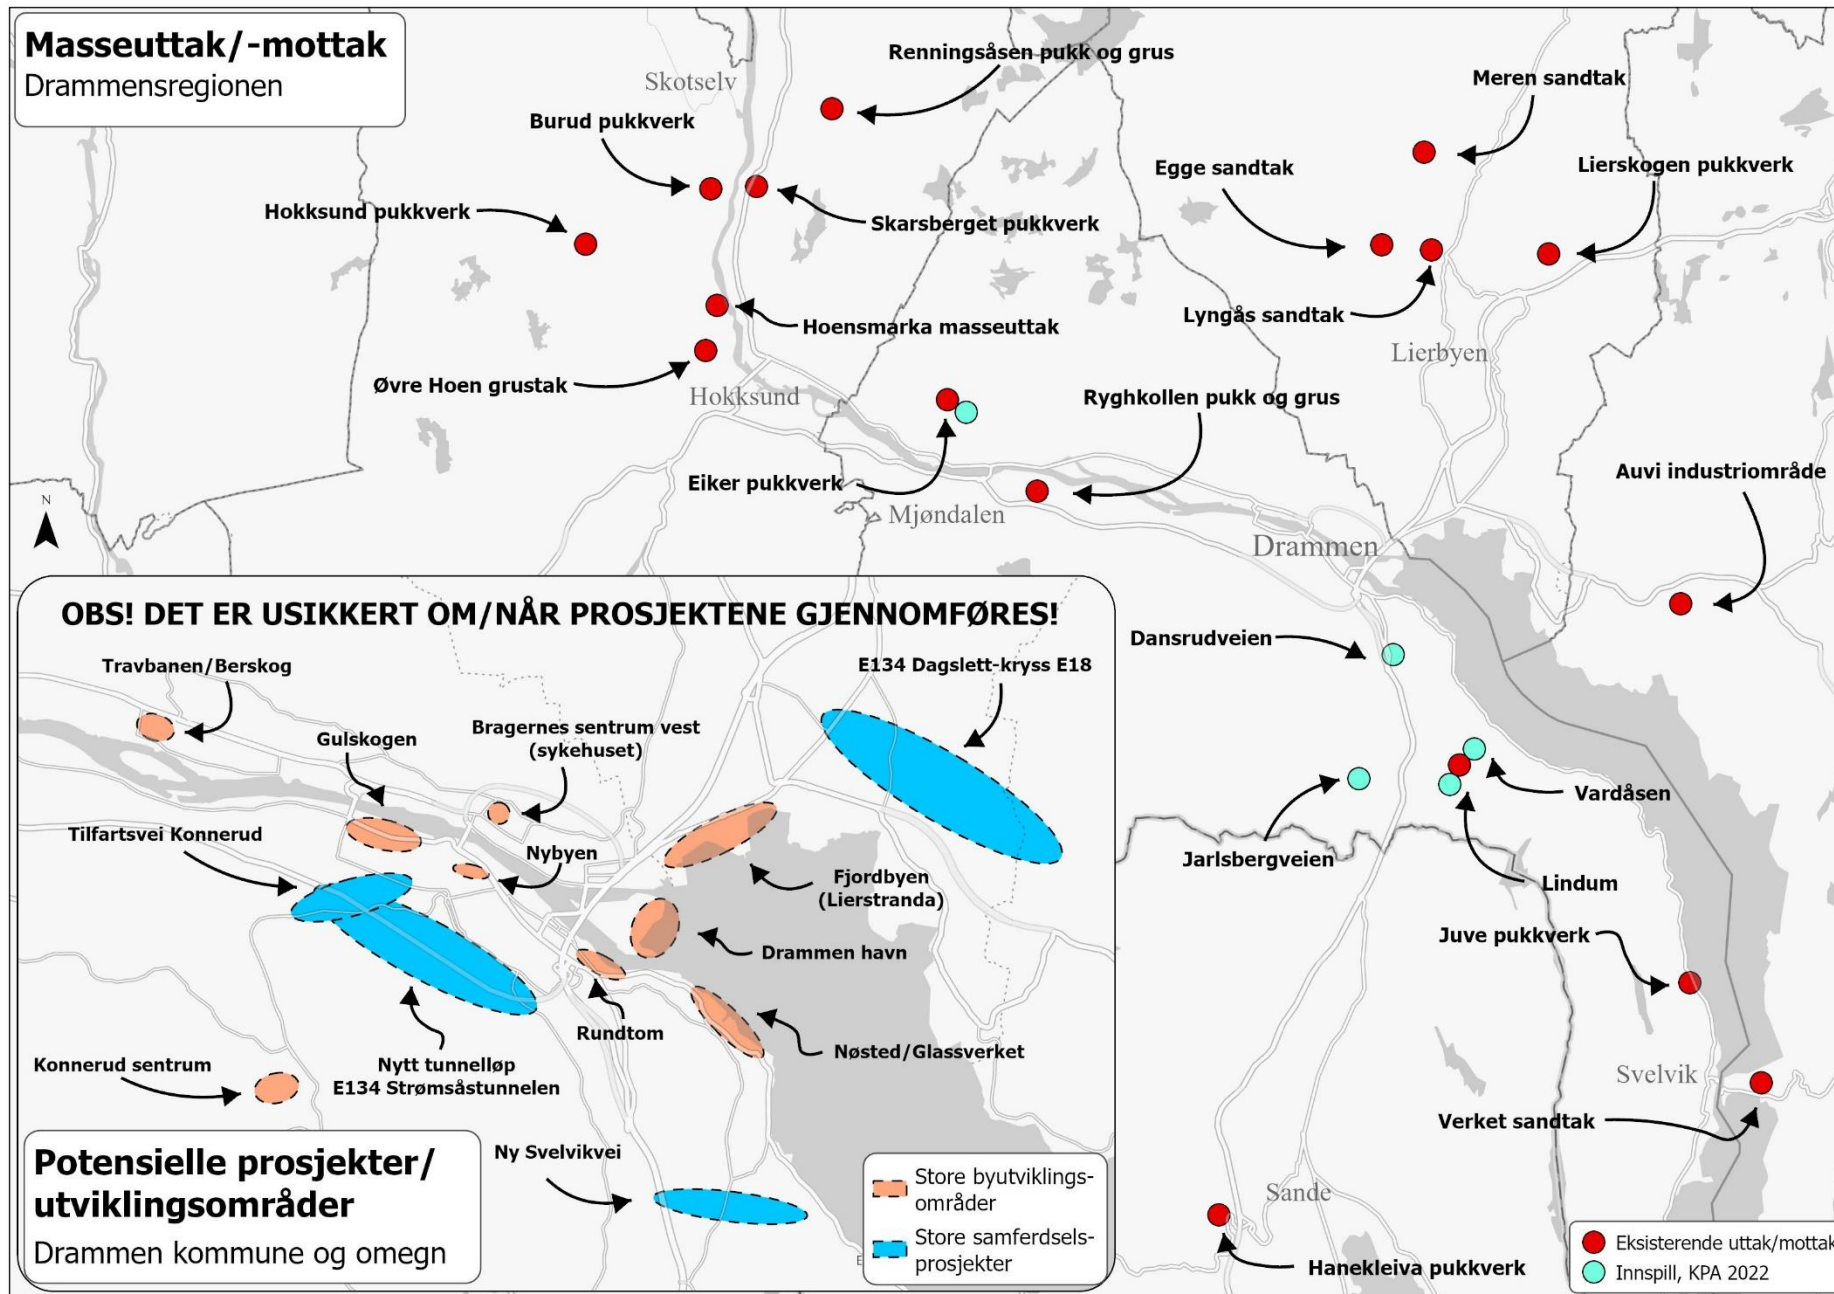 Masseuttak/-mottak
Drammensregionen
Skotselv
Renningsåsen pukk og grus
Meren sandtak
Burud pukkverk
Egge sandtak
Lierskogen pukkverk
Hokksund pukkverk
Skarsberget pukkverk
Hoensmarka masseuttak
Lyngås sandtak
Lierbyen
Øvre Hoen grustak
Hokksund
Ryghkollen pukk og grus
Eiker pukkverk
Mjøndalen
Auvi industriområde
N
Drammen
Dansrudveien
Vardåsen
Jarlsbergveien
Lindum
Juve pukkverk
Svelvik
Verket sandtak
Sande
Hanekleiva pukkverk
Eksisterende uttak/mottak
Innspill, KPA 2022
OBS! DET ER USIKKERT OM/NÅR PROSJEKTENE GJENNOMFØRES!
Travbanen/Berskog
E134 Dagslett-kryss E18
Gulskogen
Bragernes sentrum vest
(sykehuset)
Tilfartsvei Konnerud
Nybyen
Fjordbyen
(Lierstranda)
Drammen havn
Rundtom
Nøsted/Glassverket
Konnerud sentrum
Nytt tunnelløp
E134 Strømsåstunnelen
Ny Svelvikvei
Potensielle prosjekter/
utviklingsområder
Drammen kommune og omegn
Store byutviklings-
områder
Store samferdsels-
prosjekter